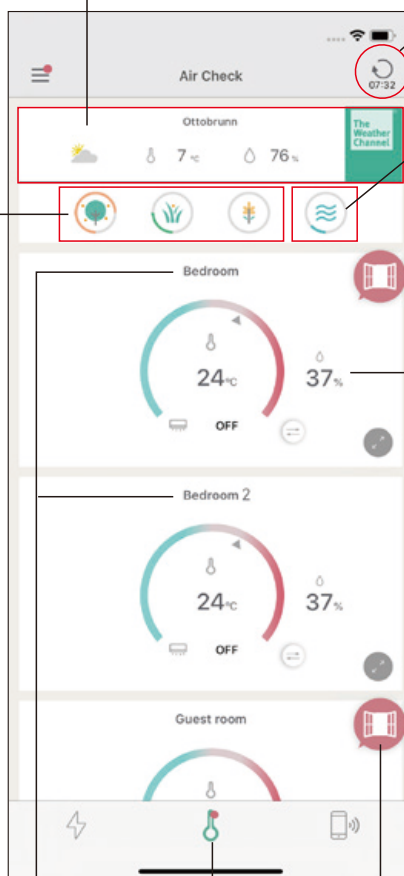 Air Check
07:32
Ottobrunn
7 °C
76 %
The
Weather
Channel
Bedroom
24°C
37%
OFF
Bedroom 2
24°C
37%
OFF
Guest room